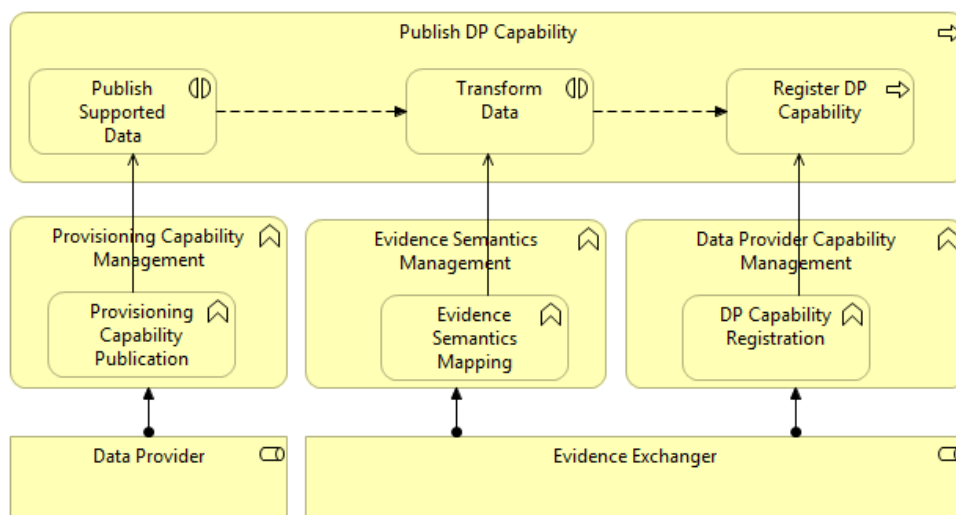 Publish DP Capability
Publish
Supported
Data
Transform
Data
Register DP
Capability
Provisioning Capability
Management
Provisioning
Capability
Publication
Evidence Semantics
Management
Evidence
Semantics
Mapping
Data Provider Capability
Management
DP Capability
Registration
Data Provider
Evidence Exchanger